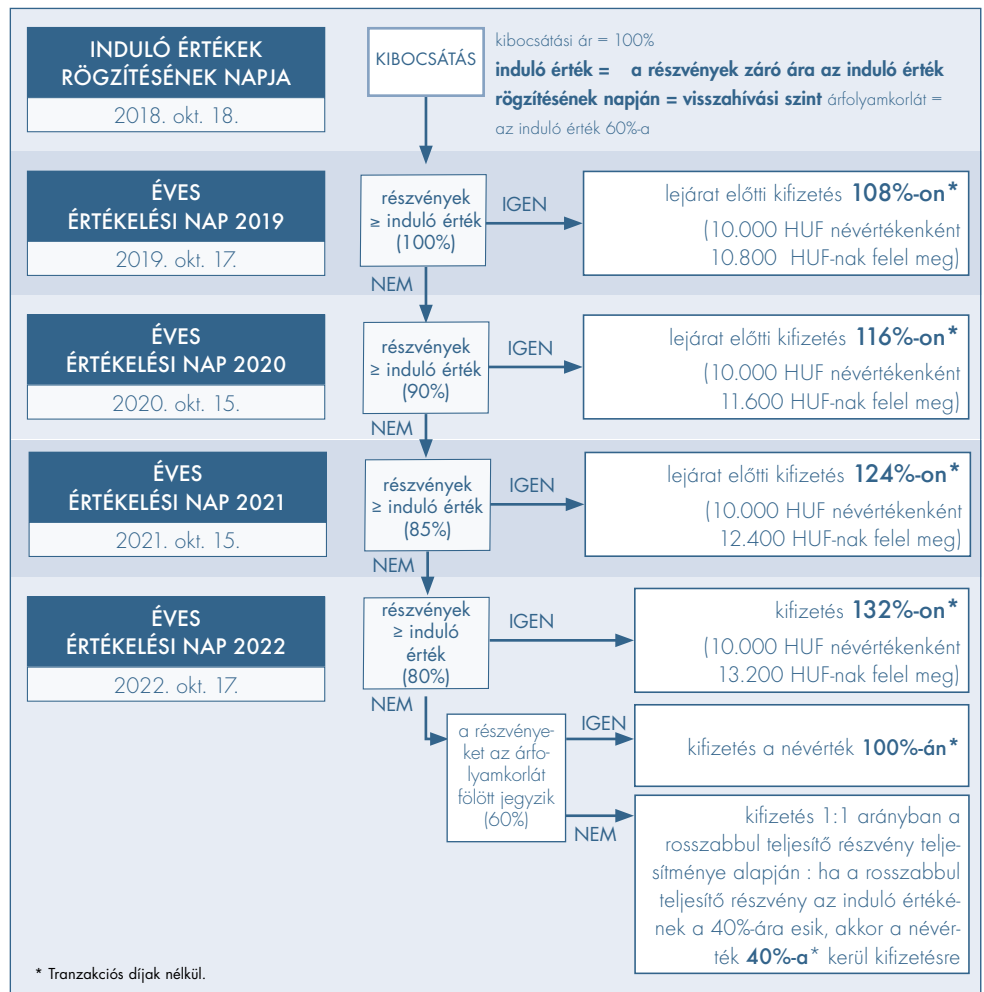 INDULÓ ÉRTÉKEK
RÖGZÍTÉSÉNEK NAPJA
2018. okt. 18.
KIBOCSÁTÁS
kibocsátási ár = 100%
induló érték = a részvények záró ára az induló érték
rögzítésének napján = visszahívási szint árfolyamkorlát =
az induló érték 60%-a
ÉVES
ÉRTÉKELÉSI NAP 2019
2019. okt. 17.
részvények
≥ induló érték
(100%)
IGEN
lejárat előtti kifizetés 108%-on*
(10.000 HUF névértékenként
10.800 HUF-nak felel meg)
NEM
ÉVES
ÉRTÉKELÉSI NAP 2020
2020. okt. 15.
részvények
≥ induló érték
(90%)
IGEN
lejárat előtti kifizetés 116%-on*
(10.000 HUF névértékenként
11.600 HUF-nak felel meg)
NEM
ÉVES
ÉRTÉKELÉSI NAP 2021
2021. okt. 15.
részvények
≥ induló érték
(85%)
IGEN
lejárat előtti kifizetés 124%-on*
(10.000 HUF névértékenként
12.400 HUF-nak felel meg)
NEM
ÉVES
ÉRTÉKELÉSI NAP 2022
2022. okt. 17.
részvények
≥ induló
érték
(80%)
IGEN
kifizetés 132%-on*
(10.000 HUF névértékenként
13.200 HUF-nak felel meg)
NEM
a részvénye-
ket az árfo-
lyamkorlát
fölött jegyzik
(60%)
IGEN
kifizetés a névérték 100%-án*
NEM
kifizetés 1:1 arányban a
rosszabbul teljesítő részvény telje-
sítménye alapján : ha a rosszabbul
teljesítő részvény az induló értéké-
nek a 40%-ára esik, akkor a névér-
ték 40%-a* kerül kifizetésre
* Tranzakciós díjak nélkül.